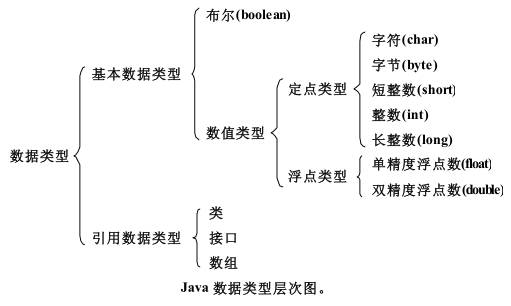 布尔(boolean)
字符(char)
基本数据类型
字节(byte)
定点类型
短整数(short)
整数(int)
数值类型
长整数(long)
数据类型
单精度浮点数(float)
浮点类型
双精度浮点数(double)
类
引用数据类型
接口
数组
Java 数据类型层次图。